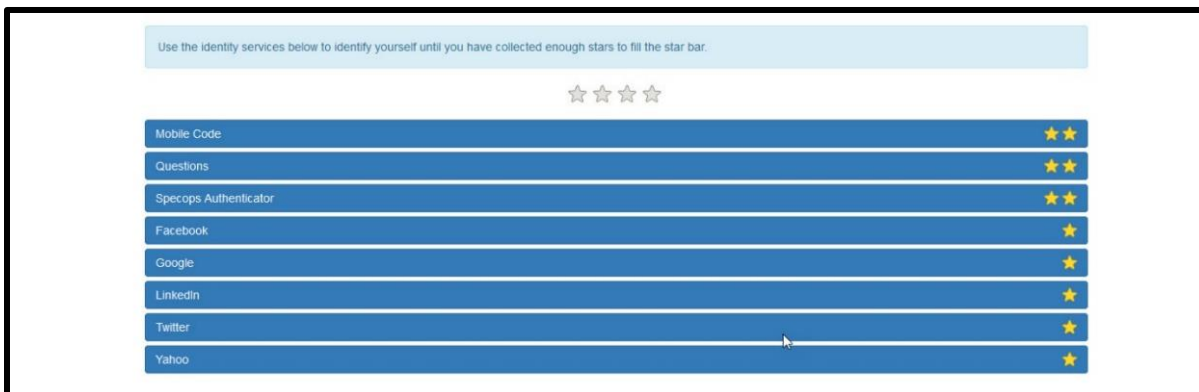 Use the identity services below to identify yourself until you have collected enough stars to fill the star bar.
Mobile Code
Questions
Specops Authenticator
Facebook
Google
LinkedIn
Twitter
Yahoo